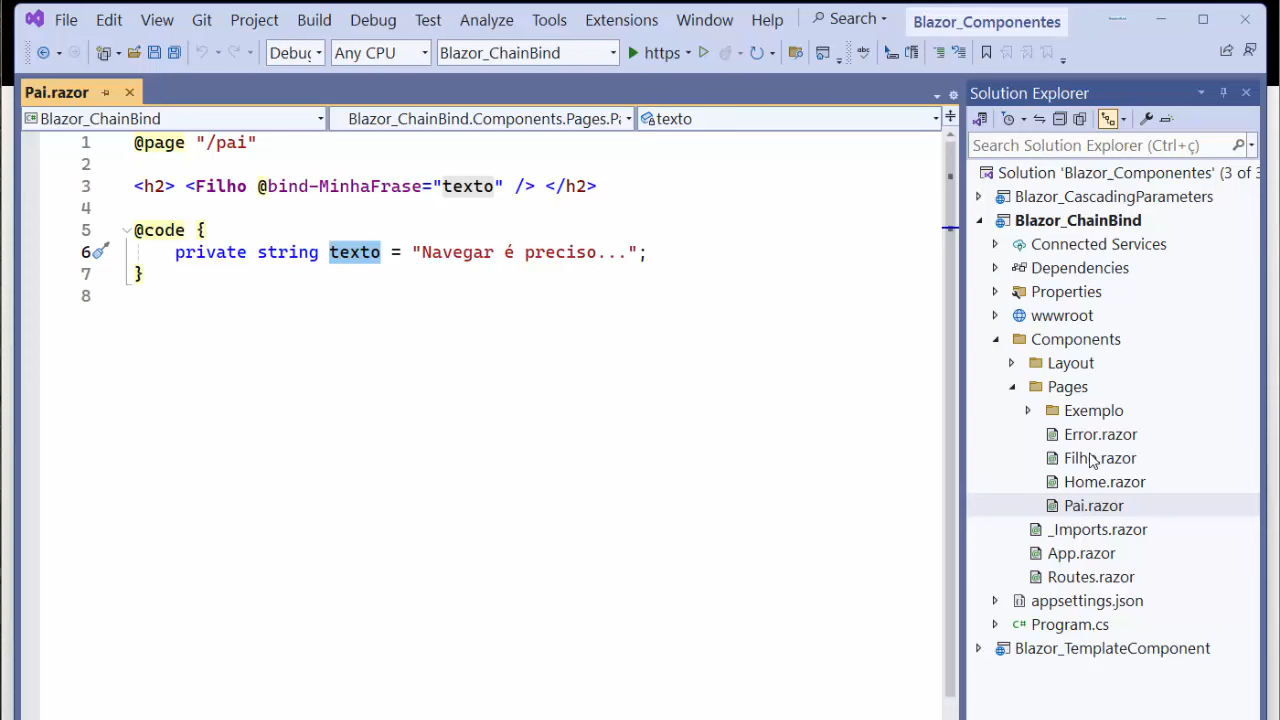 File Edit View Git Project Build Debug Test Analyze Tools Extensions Window Help Search Blazor_Componentes
Debug Any CPU Blazor_ChainBind https
Pai.razor
Blazor_ChainBind Blazor_ChainBind.Components.Pages.Pa texto
1 @page "/pai"
2
3 <h2> <Filho @bind-MinhaFrase="texto" /> </h2>
4
5 @code {
6 private string texto = "Navegar é preciso...";
7 }
8
Solution Explorer
Search Solution Explorer (Ctrl+ç)
Solution 'Blazor_Componentes' (3 of 3
Blazor_CascadingParameters
Blazor_ChainBind
Connected Services
Dependencies
Properties
wwwroot
Components
Layout
Pages
Exemplo
Error.razor
Filho.razor
Home.razor
Pai.razor
_Imports.razor
App.razor
Routes.razor
appsettings.json
C# Program.cs
Blazor_TemplateComponent